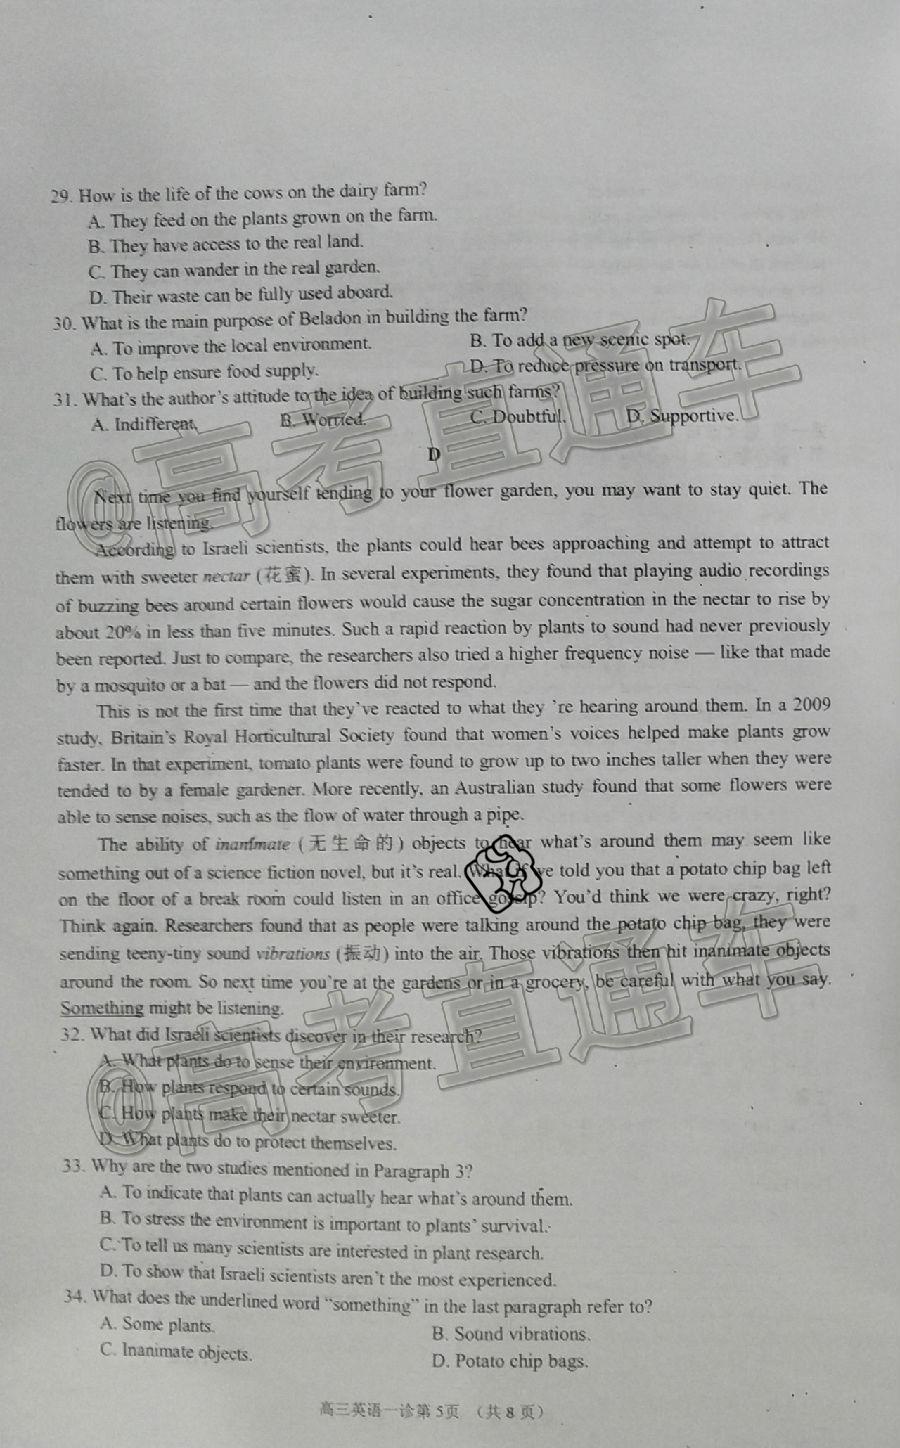 29. How is the life of the cows on the dairy farm?
A. They feed on the plants grown on the farm.
B. They have access to the real land.
C. They can wander in the real garden.
D. Their waste can be fully used aboard.
30. What is the main purpose of Beladon in building the farm?
A. To improve the local environment. B. To add a new scenic spot.
C. To help ensure food supply. D. To reduce pressure on transport.
31. What's the author's attitude to the idea of building such farms?
A. Indifferent. B. Worried. C. Doubtful. D. Supportive.
D
Next time you find yourself tending to your flower garden, you may want to stay quiet. The
flowers are listening.
According to Israeli scientists, the plants could hear bees approaching and attempt to attract
them with sweeter nectar (花蜜). In several experiments, they found that playing audio recordings
of buzzing bees around certain flowers would cause the sugar concentration in the nectar to rise by
about 20% in less than five minutes. Such a rapid reaction by plants to sound had never previously
been reported. Just to compare, the researchers also tried a higher frequency noise — like that made
by a mosquito or a bat — and the flowers did not respond.
This is not the first time that they've reacted to what they 're hearing around them. In a 2009
study, Britain's Royal Horticultural Society found that women's voices helped make plants grow
faster. In that experiment, tomato plants were found to grow up to two inches taller when they were
tended to by a female gardener. More recently, an Australian study found that some flowers were
able to sense noises, such as the flow of water through a pipe.
The ability of inanimate (无生命的) objects to hear what's around them may seem like
something out of a science fiction novel, but it's real. What if we told you that a potato chip bag left
on the floor of a break room could listen in an office gossip? You'd think we were crazy, right?
Think again. Researchers found that as people were talking around the potato chip bag, they were
sending teeny-tiny sound vibrations (振动) into the air. Those vibrations then hit inanimate objects
around the room. So next time you're at the gardens or in a grocery, be careful with what you say.
Something might be listening.
32. What did Israeli scientists discover in their research?
A. What plants do to sense their environment.
B. How plants respond to certain sounds.
C. How plants make their nectar sweeter.
D. What plants do to protect themselves.
33. Why are the two studies mentioned in Paragraph 3?
A. To indicate that plants can actually hear what's around them.
B. To stress the environment is important to plants' survival.
C. To tell us many scientists are interested in plant research.
D. To show that Israeli scientists aren't the most experienced.
34. What does the underlined word "something" in the last paragraph refer to?
A. Some plants. B. Sound vibrations.
C. Inanimate objects. D. Potato chip bags.
高三英语一诊第 5页 (共 8 页)
@高考直通车
@高考直通车